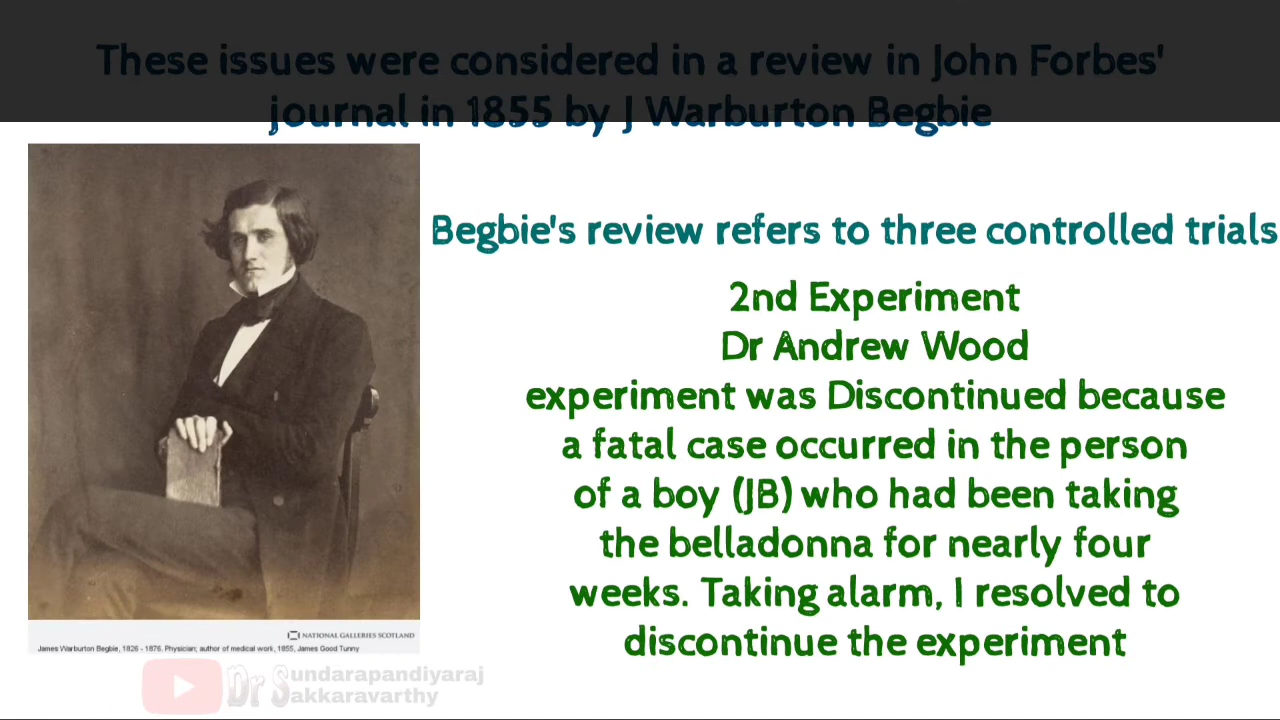 These issues were considered in a review in John Forbes'
journal in 1855 by J Warburton Begbie
Begbie's review refers to three controlled trials
2nd Experiment
Dr Andrew Wood
experiment was Discontinued because
a fatal case occurred in the person
of a boy (JB) who had been taking
the belladonna for nearly four
weeks. Taking alarm, I resolved to
discontinue the experiment
NATIONAL GALLERIES SCOTLAND
James Warburton Begbie, 1826 - 1876. Physician; author of medical work, 1855, James Good Tunny
Dr Sundarapandiyaraj
Sakkaravarthy